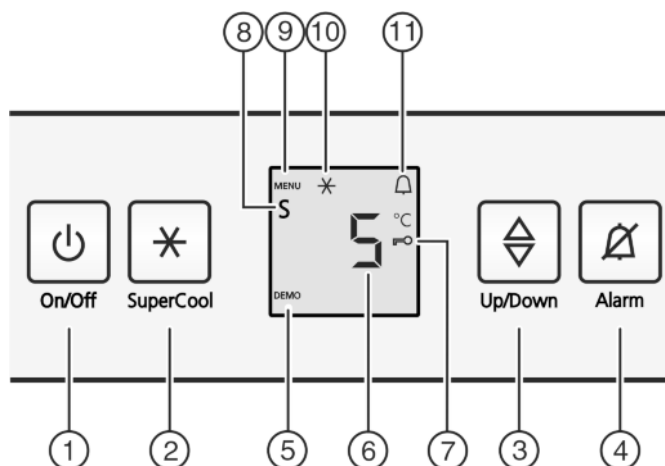 8 9 10 11
MENU
S
5 °C
DEMO
On/Off SuperCool Up/Down Alarm
1 2 5 6 7 3 4